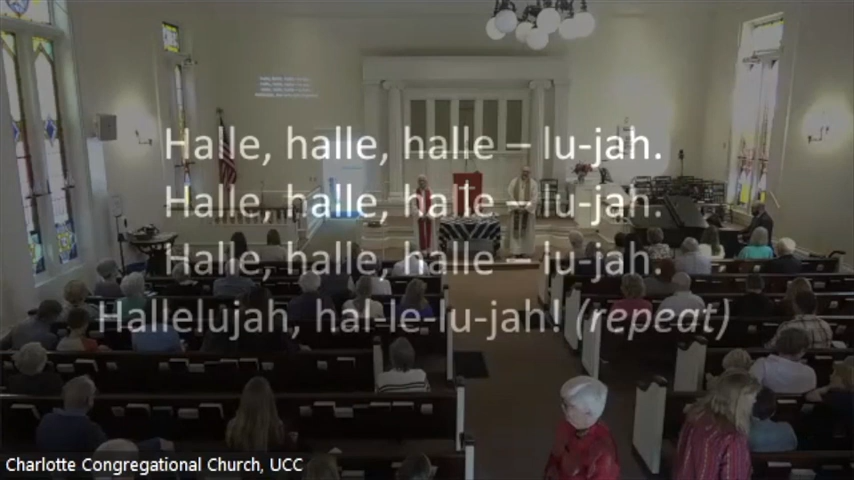 Halle, halle, halle – lu-jah.
Halle, halle, halle – lu-jah.
Halle, halle, halle – lu-jah.
Hallelujah, hal-le-lu-jah! (repeat)
Charlotte Congregational Church, UCC